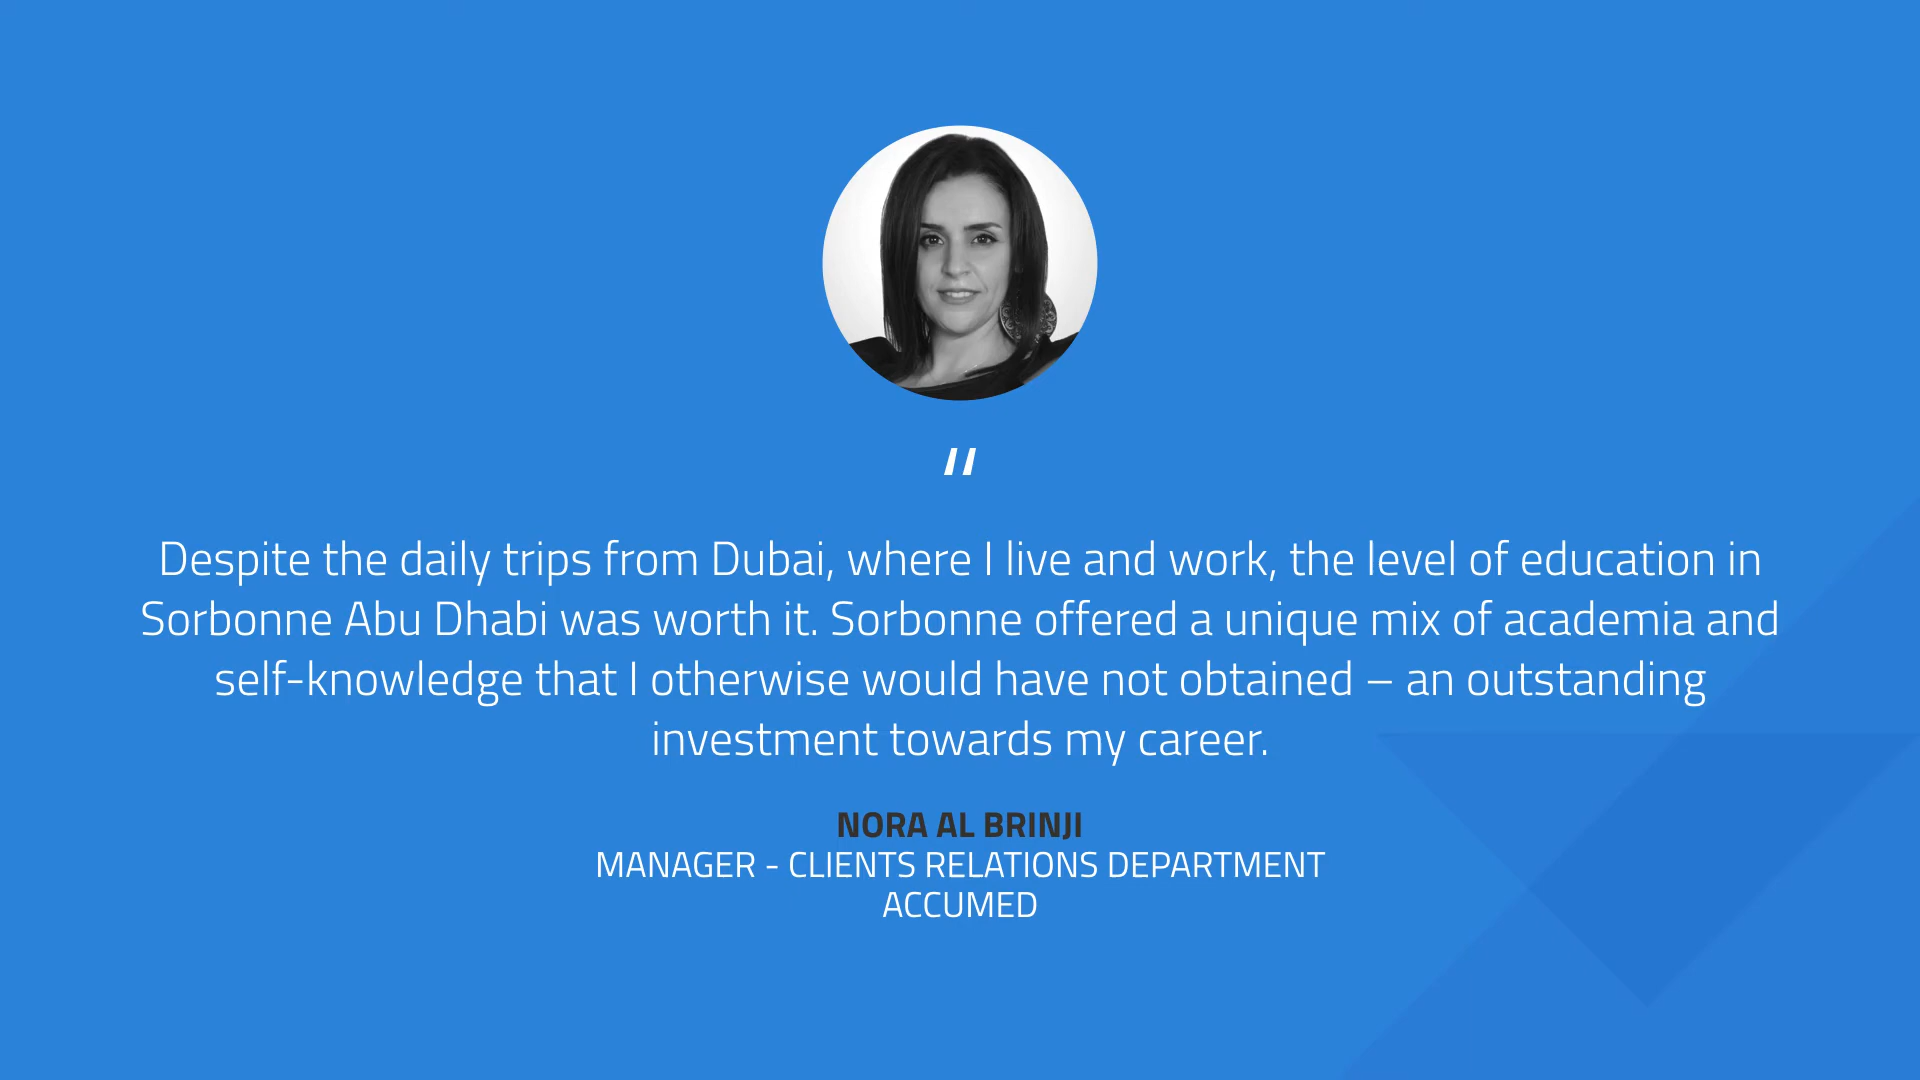 "
Despite the daily trips from Dubai, where I live and work, the level of education in
Sorbonne Abu Dhabi was worth it. Sorbonne offered a unique mix of academia and
self-knowledge that I otherwise would have not obtained – an outstanding
investment towards my career.
NORA AL BRINJI
MANAGER - CLIENTS RELATIONS DEPARTMENT
ACCUMED